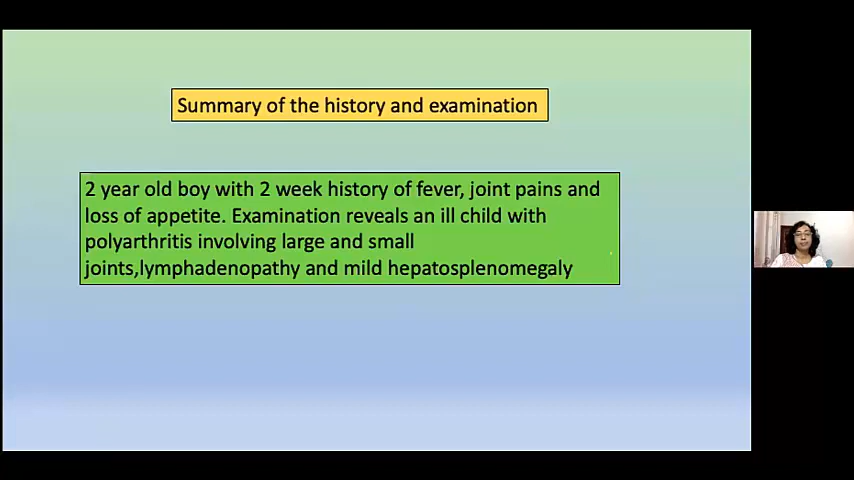 Summary of the history and examination
2 year old boy with 2 week history of fever, joint pains and
loss of appetite. Examination reveals an ill child with
polyarthritis involving large and small
joints,lymphadenopathy and mild hepatosplenomegaly